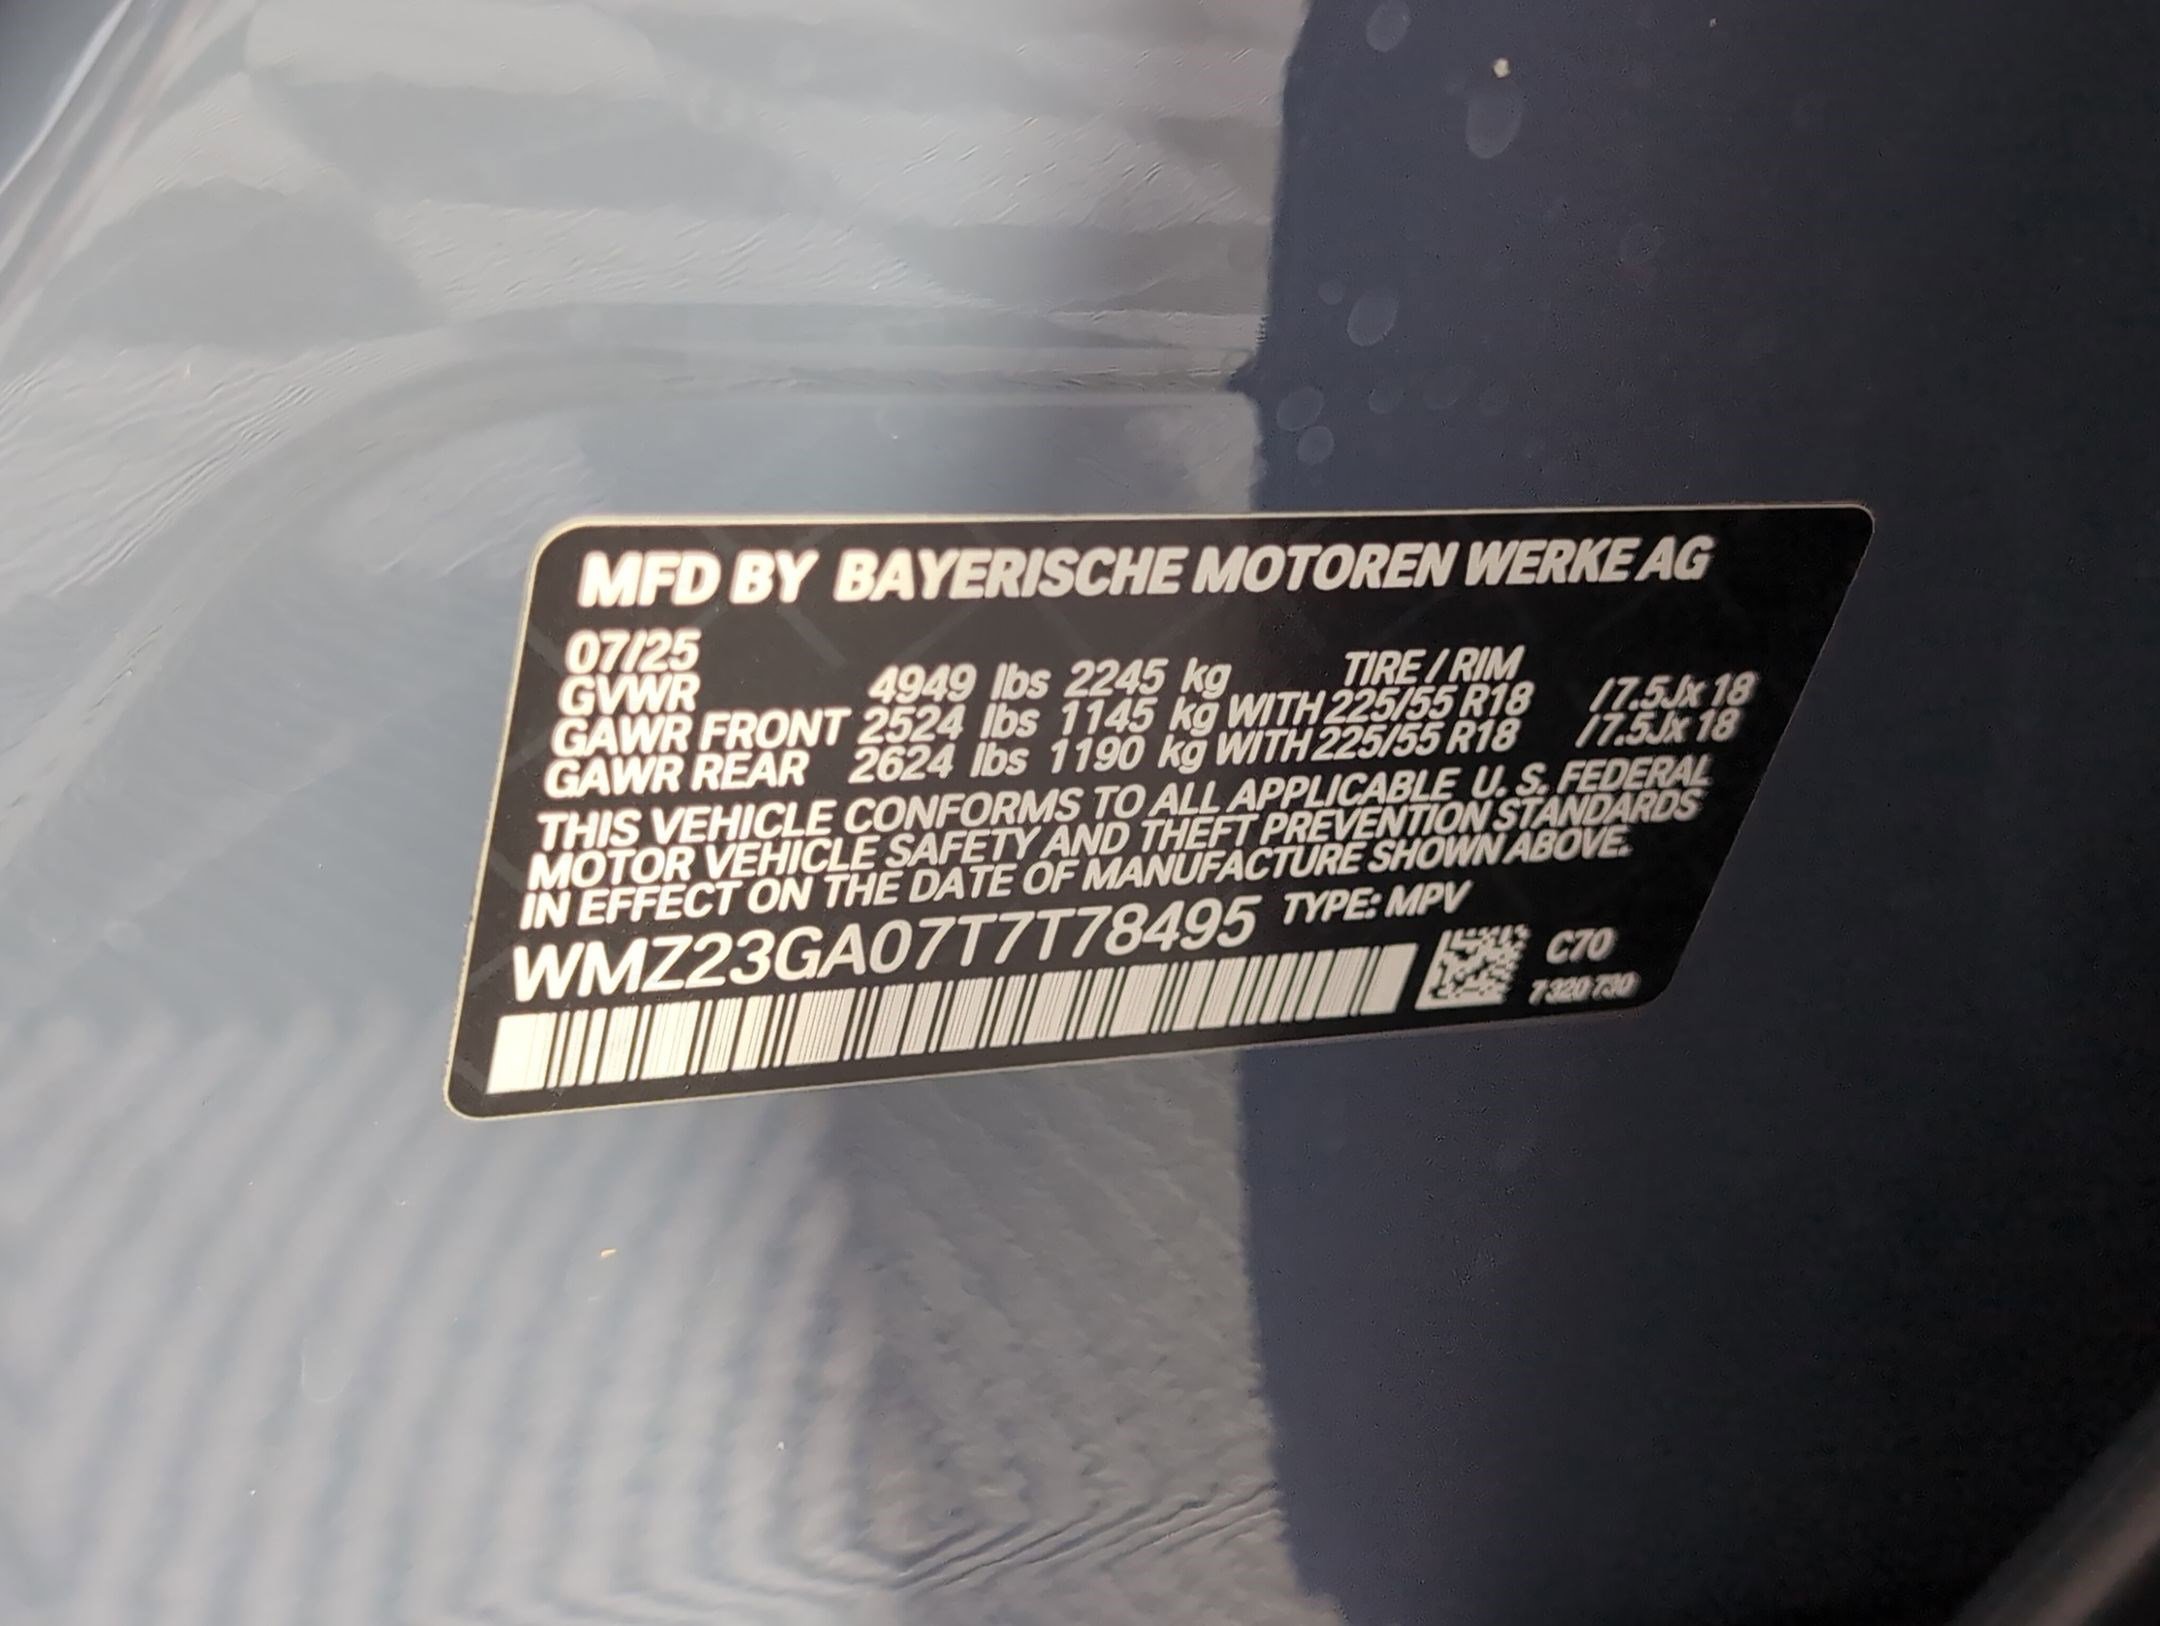 MFD BY BAYERISCHE MOTOREN WERKE AG
07/25
GVWR 4949 lbs 2245 kg TIRE / RIM
GAWR FRONT 2524 lbs 1145 kg WITH 225/55 R18 /7.5Jx 18
GAWR REAR 2624 lbs 1190 kg WITH 225/55 R18 /7.5Jx 18
THIS VEHICLE CONFORMS TO ALL APPLICABLE U. S. FEDERAL
MOTOR VEHICLE SAFETY AND THEFT PREVENTION STANDARDS
IN EFFECT ON THE DATE OF MANUFACTURE SHOWN ABOVE.
WMZ23GA07T7T78495 TYPE: MPV
C70
7 320 730